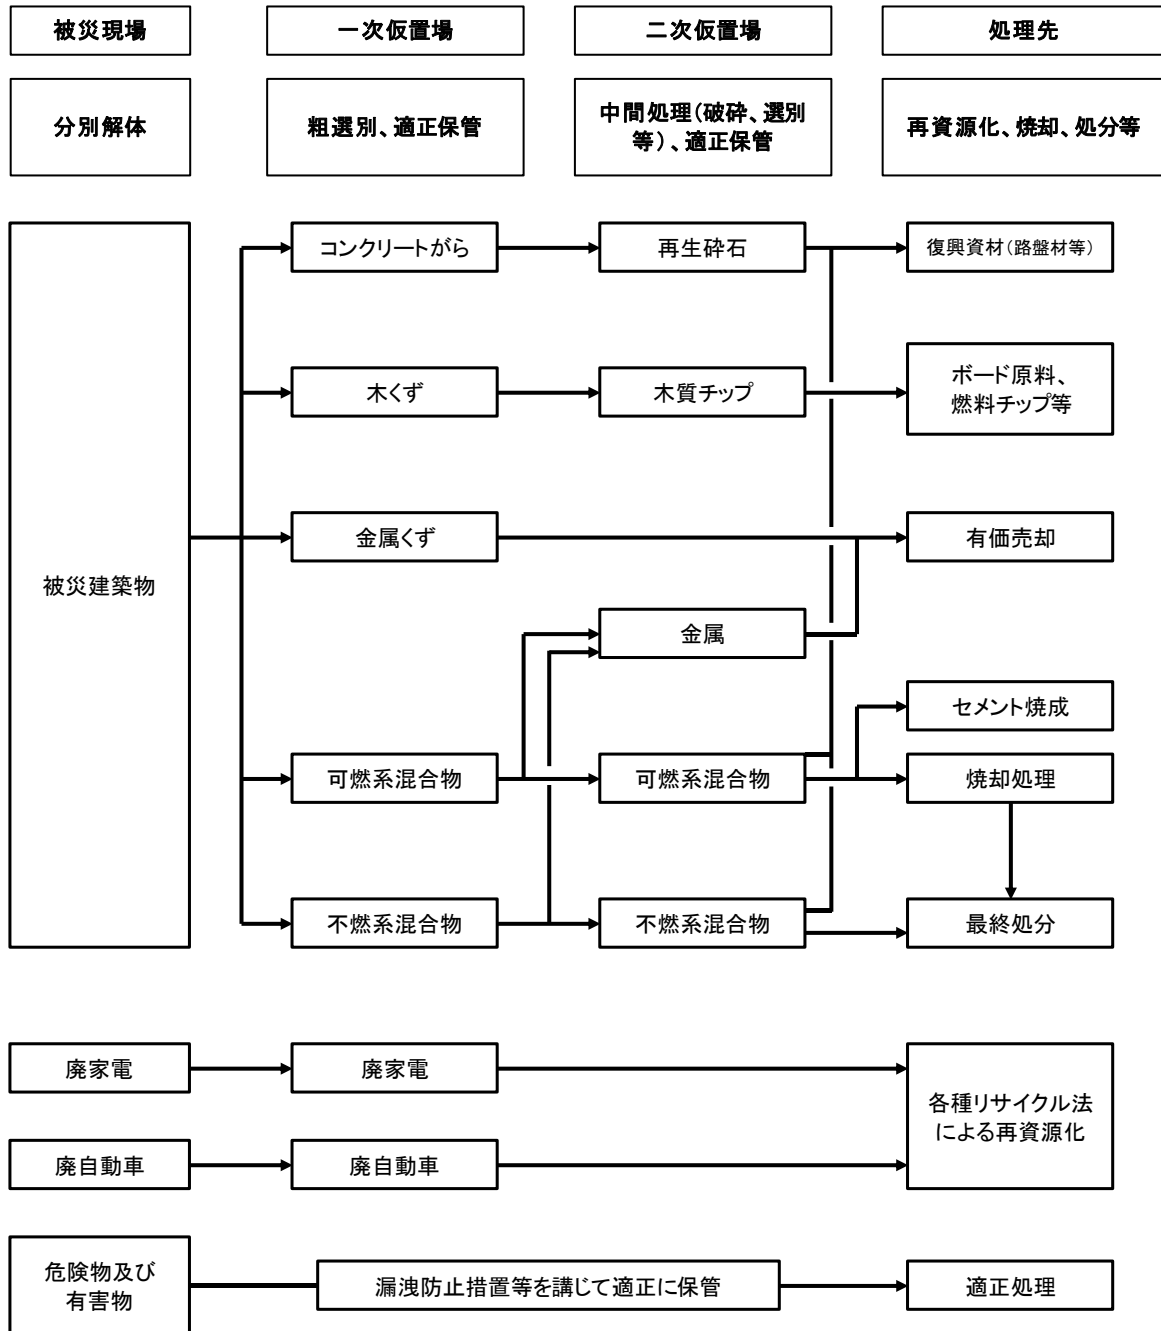 被災現場
一次仮置場
二次仮置場
処理先
分別解体
粗選別、適正保管
中間処理(破砕、選別
等)、適正保管
再資源化、焼却、処分等
コンクリートがら
再生砕石
復興資材(路盤材等)
木くず
木質チップ
ボード原料、
燃料チップ等
金属くず
有価売却
被災建築物
金属
セメント焼成
可燃系混合物
可燃系混合物
焼却処理
不燃系混合物
不燃系混合物
最終処分
廃家電
廃家電
各種リサイクル法
による再資源化
廃自動車
廃自動車
危険物及び
有害物
漏洩防止措置等を講じて適正に保管
適正処理